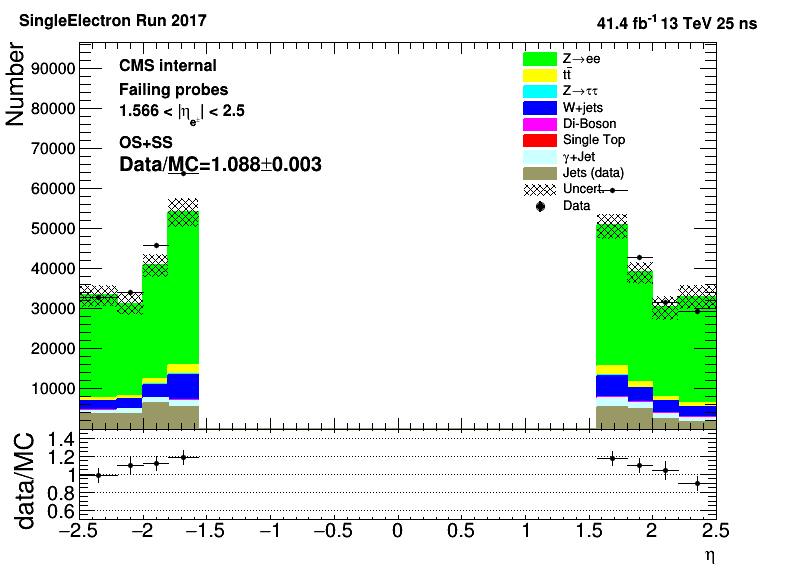 SingleElectron Run 2017
41.4 fb⁻¹ 13 TeV 25 ns
Number
90000
80000
70000
60000
50000
40000
30000
20000
10000
CMS internal
Failing probes
1.566 < |η_e±| < 2.5
OS+SS
Data/MC=1.088±0.003
Z→ee
tt̄
Z→ττ
W+jets
Di-Boson
Single Top
γ+Jet
Jets (data)
Uncert.
Data
data/MC
1.4
1.2
1
0.8
0.6
−2.5 −2 −1.5 −1 −0.5 0 0.5 1 1.5 2 2.5
η